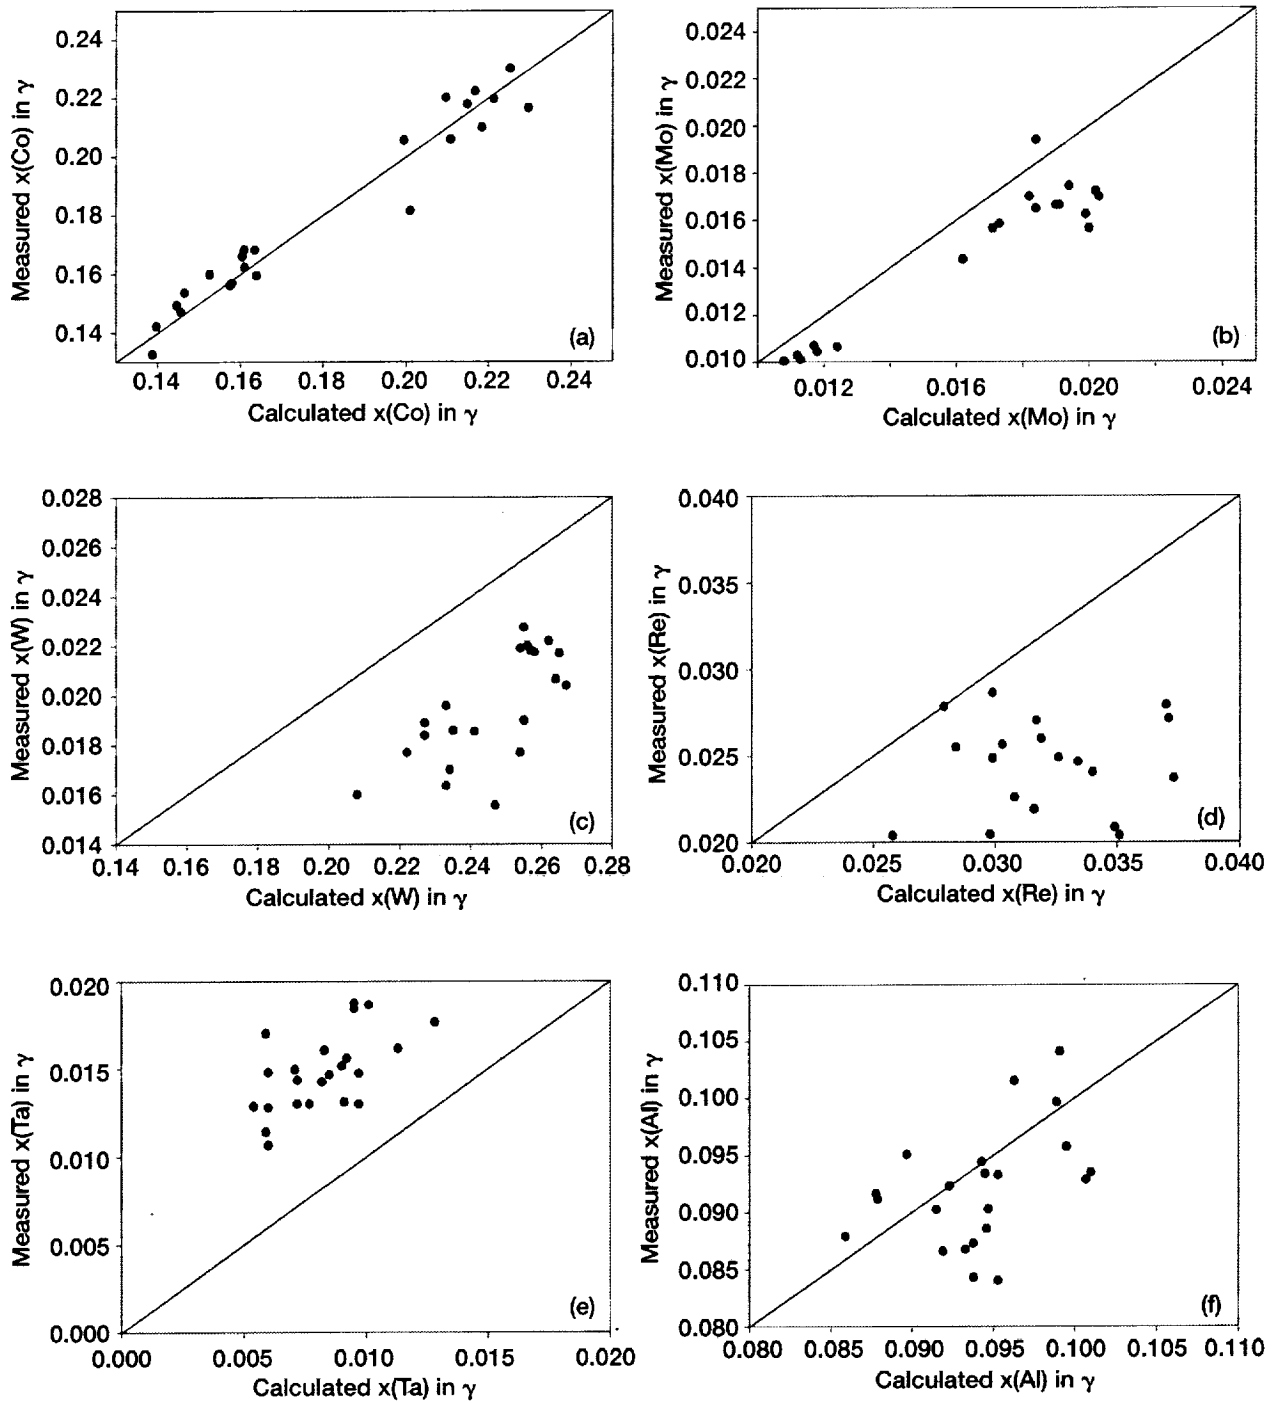 0.24
0.22
0.20
0.18
0.16
0.14
Measured x(Co) in γ
(a)
0.14 0.16 0.18 0.20 0.22 0.24
Calculated x(Co) in γ
0.024
0.022
0.020
0.018
0.016
0.014
0.012
0.010
Measured x(Mo) in γ
(b)
0.012 0.016 0.020 0.024
Calculated x(Mo) in γ
0.028
0.026
0.024
0.022
0.020
0.018
0.016
0.014
Measured x(W) in γ
(c)
0.14 0.16 0.18 0.20 0.22 0.24 0.26 0.28
Calculated x(W) in γ
0.040
0.035
0.030
0.025
0.020
Measured x(Re) in γ
(d)
0.020 0.025 0.030 0.035 0.040
Calculated x(Re) in γ
0.020
0.015
0.010
0.005
0.000
Measured x(Ta) in γ
(e)
0.000 0.005 0.010 0.015 0.020
Calculated x(Ta) in γ
0.110
0.105
0.100
0.095
0.090
0.085
0.080
Measured x(Al) in γ
(f)
0.080 0.085 0.090 0.095 0.100 0.105 0.110
Calculated x(Al) in γ